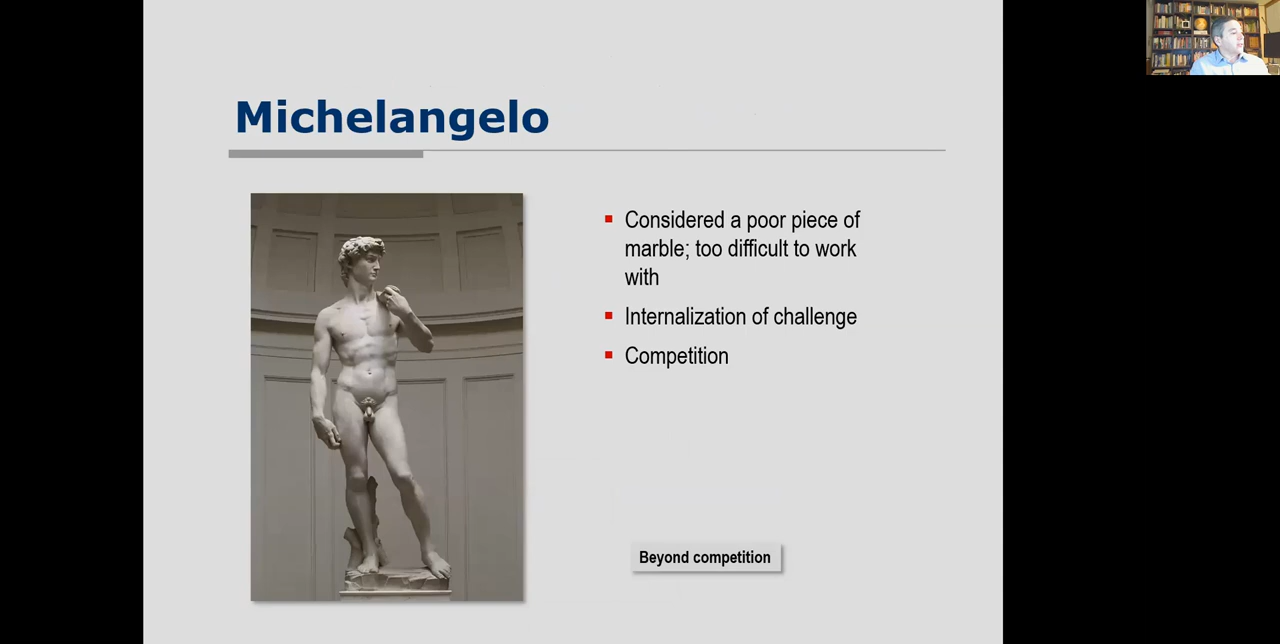 Michelangelo
Considered a poor piece of
marble; too difficult to work
with
Internalization of challenge
Competition
Beyond competition